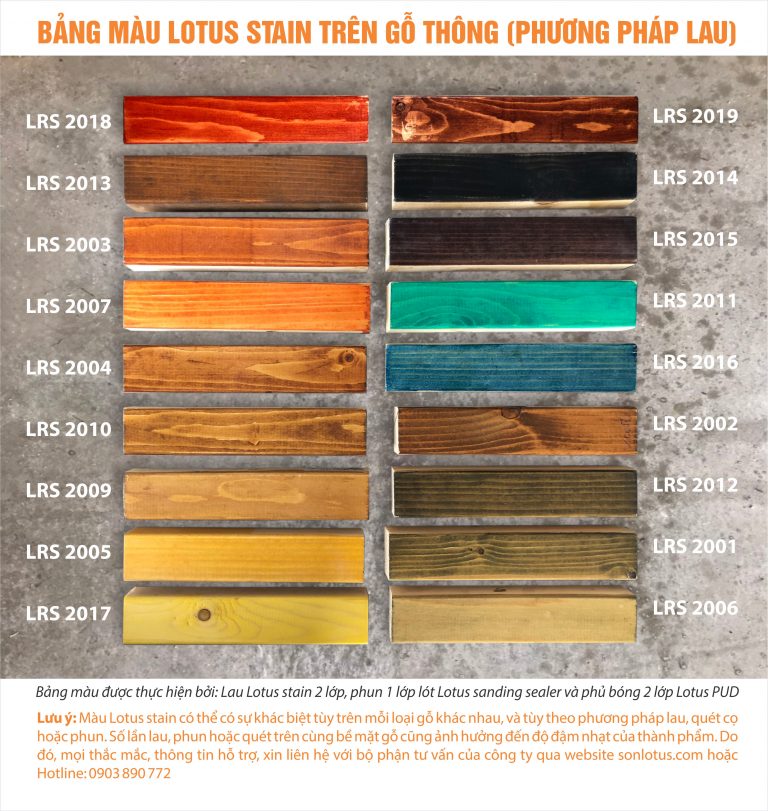 BẢNG MÀU LOTUS STAIN TRÊN GỖ THÔNG (PHƯƠNG PHÁP LAU)
LRS 2018
LRS 2019
LRS 2013
LRS 2014
LRS 2003
LRS 2015
LRS 2007
LRS 2011
LRS 2004
LRS 2016
LRS 2010
LRS 2002
LRS 2009
LRS 2012
LRS 2005
LRS 2001
LRS 2017
LRS 2006
Bảng màu được thực hiện bởi: Lau Lotus stain 2 lớp, phun 1 lớp lót Lotus sanding sealer và phủ bóng 2 lớp Lotus PUD
Lưu ý: Màu Lotus stain có thể có sự khác biệt tùy trên mỗi loại gỗ khác nhau, và tùy theo phương pháp lau, quét cọ
hoặc phun. Số lần lau, phun hoặc quét trên cùng bề mặt gỗ cũng ảnh hưởng đến độ đậm nhạt của thành phẩm. Do
đó, mọi thắc mắc, thông tin hỗ trợ, xin liên hệ với bộ phận tư vấn của công ty qua website sonlotus.com hoặc
Hotline: 0903 890 772